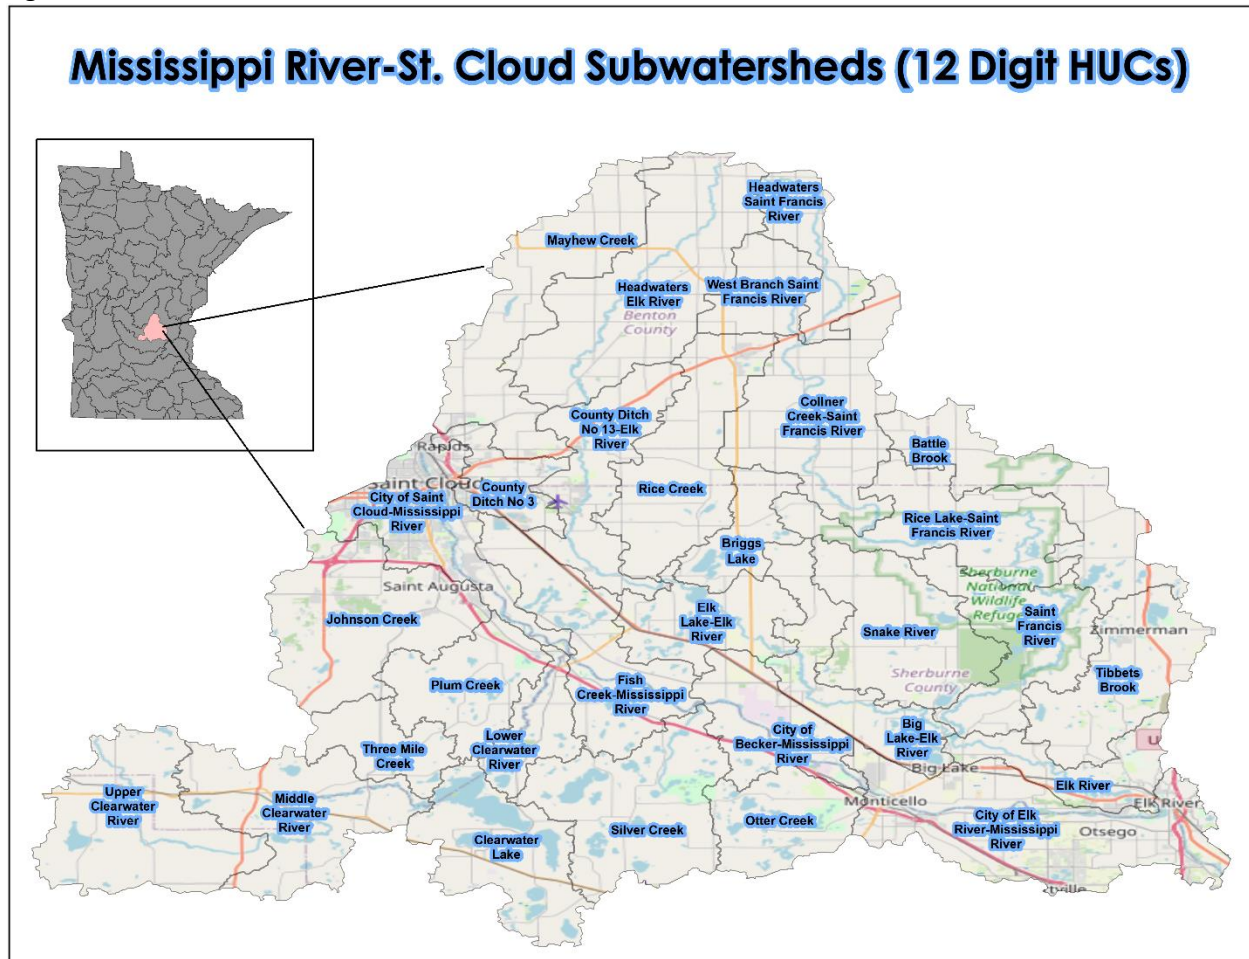 Mississippi River-St. Cloud Subwatersheds (12 Digit HUCs)
Headwaters
Saint Francis
River
Mayhew Creek
Headwaters
Elk River
West Branch Saint
Francis River
Benton
County
County Ditch
No 13-Elk
River
Collner
Creek-Saint
Francis River
Battle
Brook
Rapids
Saint Cloud
City of Saint
Cloud-Mississippi
River
County
Ditch No 3
Rice Creek
Rice Lake-Saint
Francis River
Briggs
Lake
Saint Augusta
Sherburne
National
Wildlife
Refuge
Johnson Creek
Elk
Lake-Elk
River
Snake River
Saint
Francis
River
Zimmerman
Sherburne
County
Plum Creek
Fish
Creek-Mississippi
River
Tibbets
Brook
Lower
Clearwater
River
Three Mile
Creek
City of
Becker-Mississippi
River
Big
Lake-Elk
River
U
Big Lake
Elk River
Upper
Clearwater
River
Middle
Clearwater
River
Monticello
Elk River
Clearwater
Lake
Silver Creek
Otter Creek
City of Elk
River-Mississippi
River
Otsego